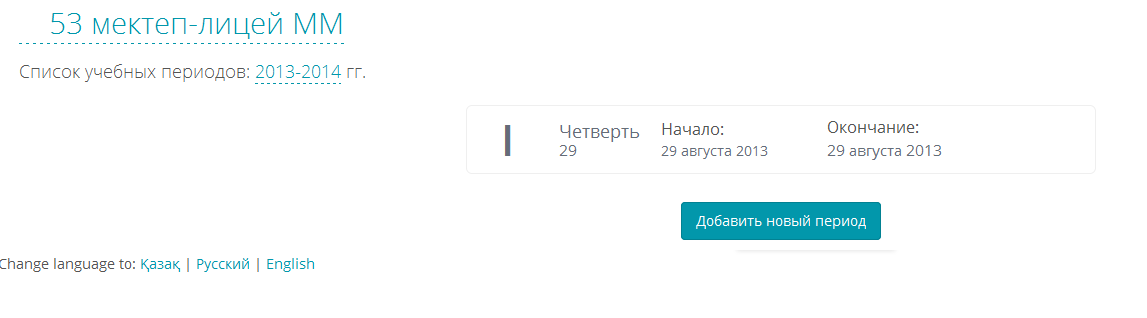 53 мектеп-лицей ММ
Список учебных периодов: 2013-2014 гг.
I Четверть Начало: Окончание:
29 29 августа 2013 29 августа 2013
Добавить новый период
Change language to: Қазақ | Русский | English